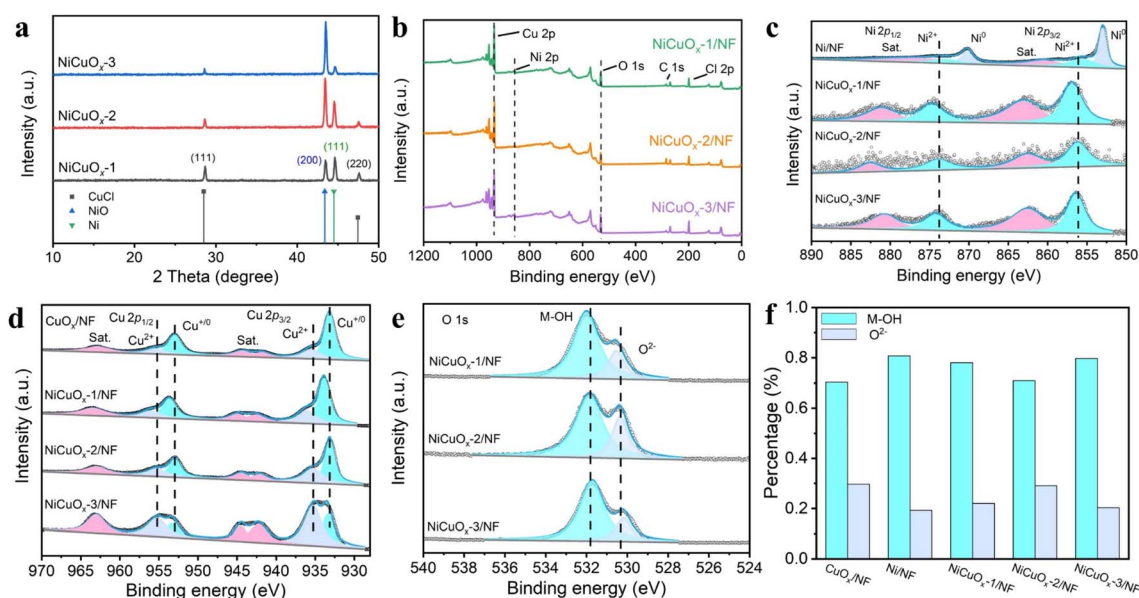 a
Intensity (a.u.)
NiCuOₓ-3
NiCuOₓ-2
NiCuOₓ-1
(111)
(200)
(111)
(220)
CuCl
NiO
Ni
10 20 30 40 50
2 Theta (degree)
b
Intensity (a.u.)
Cu 2p
Ni 2p
NiCuOₓ-1/NF
O 1s
C 1s
Cl 2p
NiCuOₓ-2/NF
NiCuOₓ-3/NF
1200 1000 800 600 400 200 0
Binding energy (eV)
c
Intensity (a.u.)
Ni 2p₁/₂ Ni²⁺ Ni⁰ Ni 2p₃/₂ Ni²⁺ Ni⁰
Sat. Sat.
Ni/NF
NiCuOₓ-1/NF
NiCuOₓ-2/NF
NiCuOₓ-3/NF
890 885 880 875 870 865 860 855 850
Binding energy (eV)
d
Intensity (a.u.)
CuOₓ/NF Cu 2p₁/₂ Cu⁺/⁰ Cu 2p₃/₂ Cu⁺/⁰
Sat. Cu²⁺ Sat. Cu²⁺
NiCuOₓ-1/NF
NiCuOₓ-2/NF
NiCuOₓ-3/NF
970 965 960 955 950 945 940 935 930
Binding energy (eV)
e
Intensity (a.u.)
O 1s
M-OH
O²⁻
NiCuOₓ-1/NF
NiCuOₓ-2/NF
NiCuOₓ-3/NF
540 538 536 534 532 530 528 526 524
Binding energy (eV)
f
Percentage (%)
M-OH
O²⁻
1.0
0.8
0.6
0.4
0.2
0.0
CuOₓ/NF
Ni/NF
NiCuOₓ-1/NF
NiCuOₓ-2/NF
NiCuOₓ-3/NF